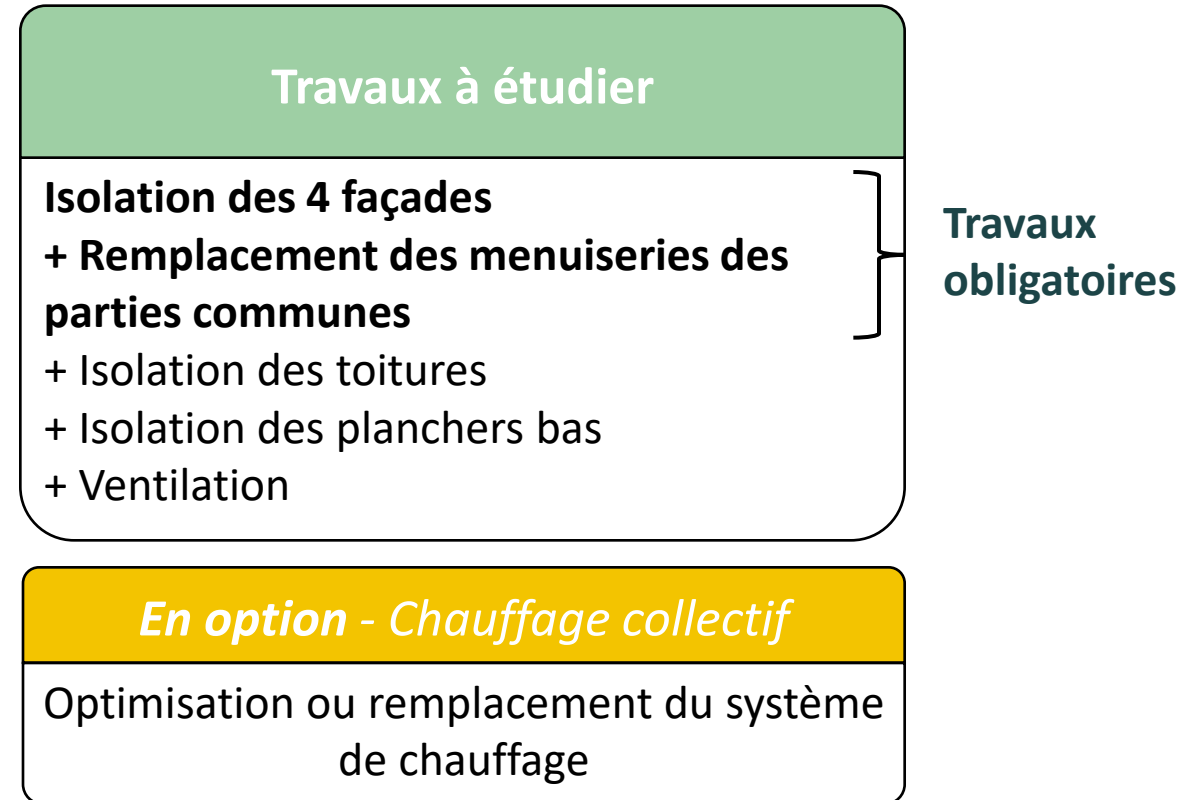 Travaux à étudier
Isolation des 4 façades
+ Remplacement des menuiseries des
parties communes
+ Isolation des toitures
+ Isolation des planchers bas
+ Ventilation
Travaux
obligatoires
En option - Chauffage collectif
Optimisation ou remplacement du système
de chauffage